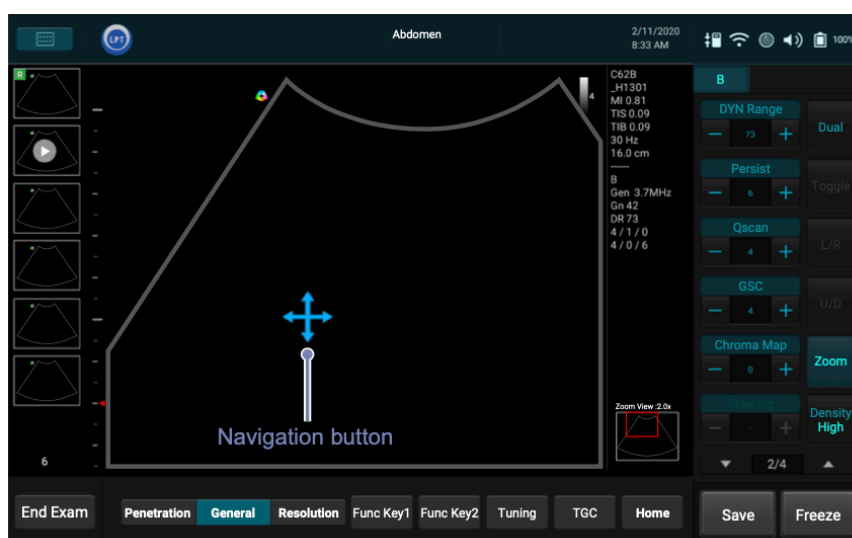 LPT
Abdomen
2/11/2020
8:33 AM
100%
R
4
C62B
_H1301
MI 0.81
TIS 0.09
TIB 0.09
30 Hz
16.0 cm
------
B
Gen 3.7MHz
Gn 42
DR 73
4 / 1 / 0
4 / 0 / 6
B
DYN Range
— 73 +
Dual
Persist
— 6 +
Toggle
Qscan
— 4 +
L/R
GSC
— 4 +
U/D
Chroma Map
— 0 +
Zoom
Steering
— - +
Density
High
2/4
Navigation button
Zoom View :2.0x
6
End Exam
Penetration
General
Resolution
Func Key1
Func Key2
Tuning
TGC
Home
Save
Freeze